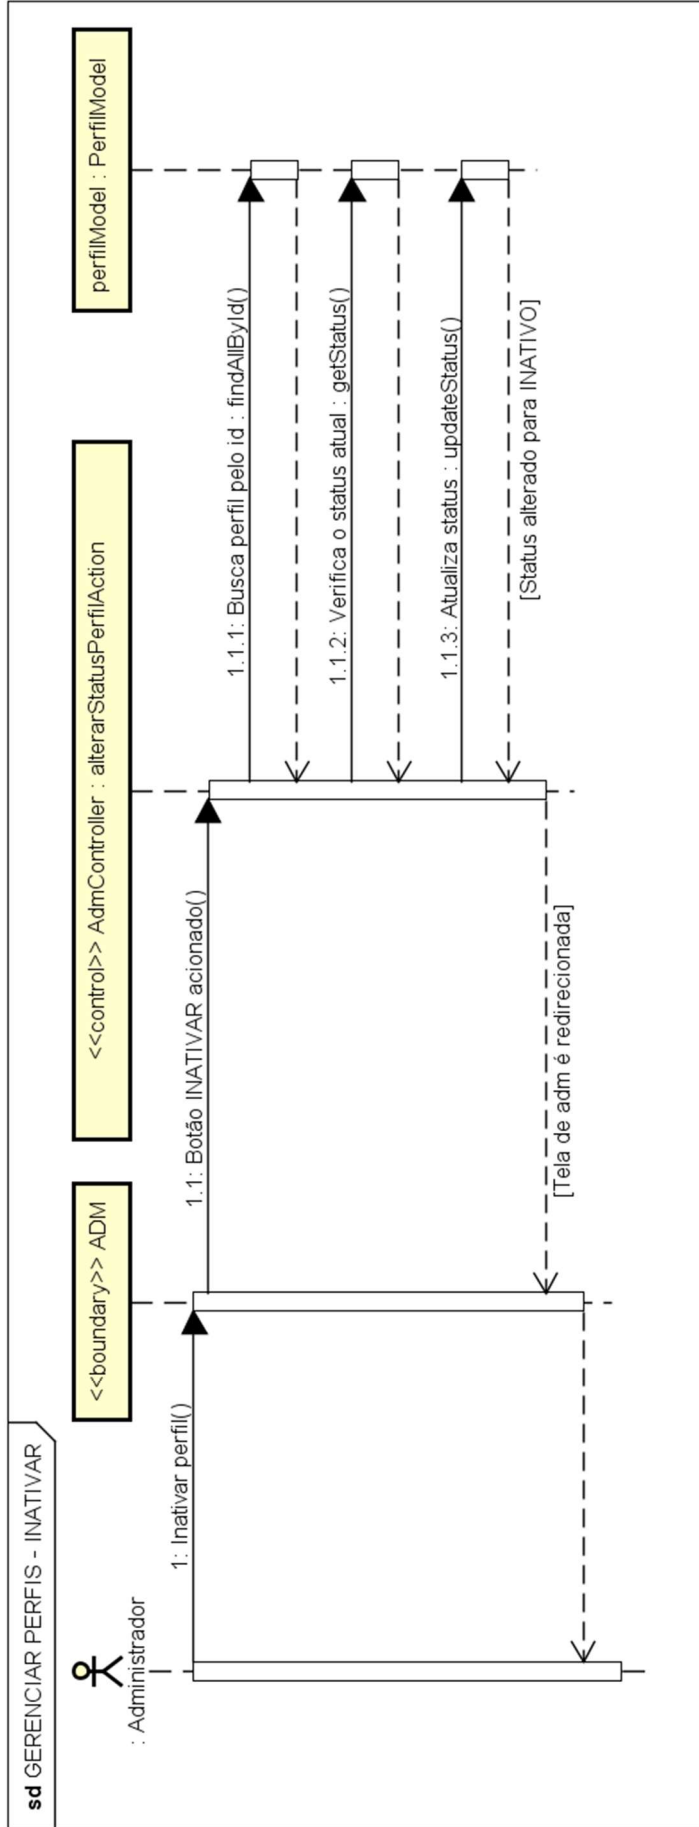 sd GERENCIAR PERFIS - INATIVAR
: Administrador
<<boundary>> ADM
<<control>> AdmController : alterarStatusPerfilAction
perfilModel : PerfilModel
1: Inativar perfil()
1.1: Botão INATIVAR acionado()
1.1.1: Busca perfil pelo id : findAllById()
1.1.2: Verifica o status atual : getStatus()
1.1.3: Atualiza status : updateStatus()
[Status alterado para INATIVO]
[Tela de adm é redirecionada]